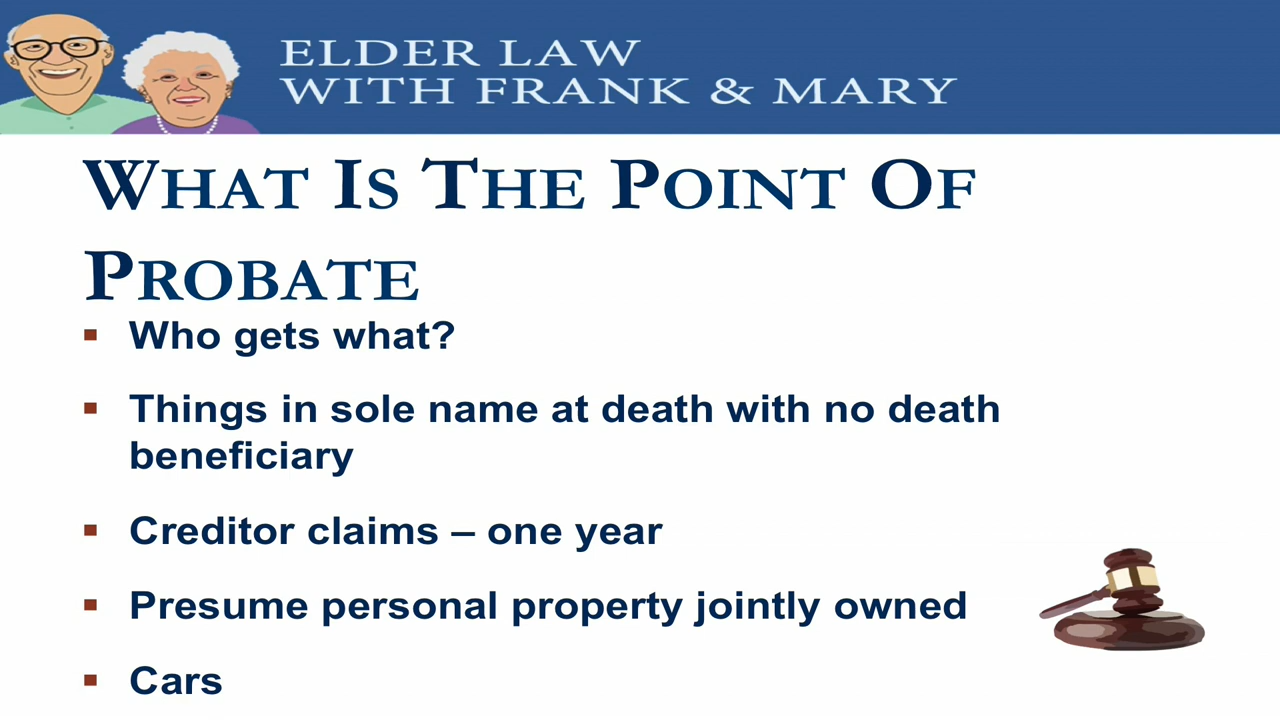 ELDER LAW
WITH FRANK & MARY
WHAT IS THE POINT OF
PROBATE
Who gets what?
Things in sole name at death with no death
beneficiary
Creditor claims – one year
Presume personal property jointly owned
Cars